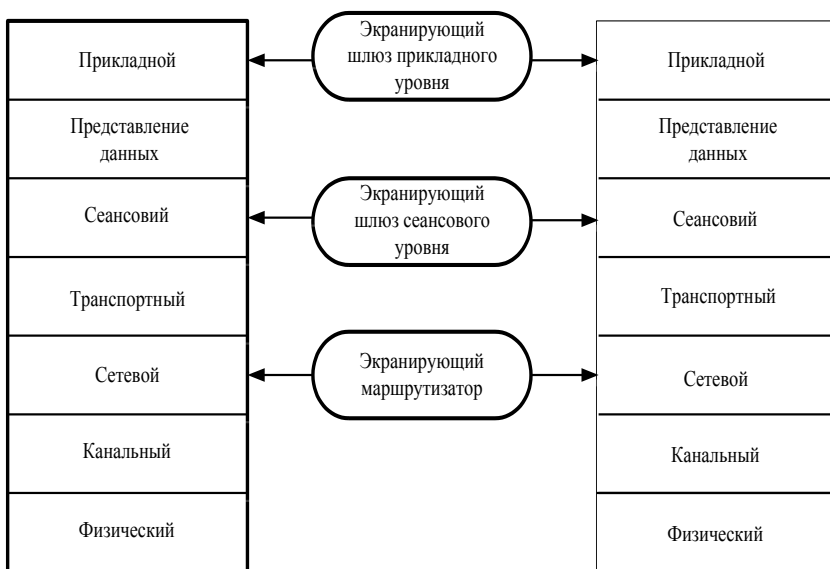 Прикладной
Представление
данных
Сеансовий
Транспортный
Сетевой
Канальный
Физический
Экранирующий
шлюз прикладного
уровня
Экранирующий
шлюз сеансового
уровня
Экранирующий
маршрутизатор
Прикладной
Представление
данных
Сеансовий
Транспортный
Сетевой
Канальный
Физический